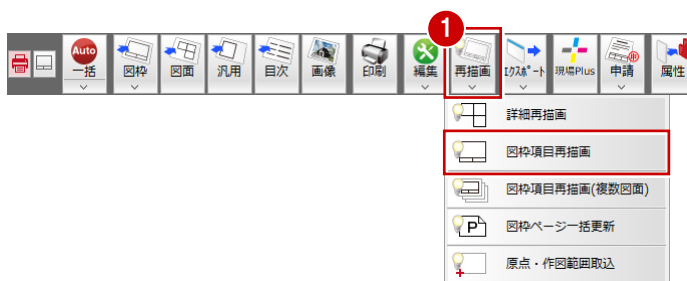 1
Auto
一括
図枠
図面
汎用
目次
画像
印刷
編集
再描画
ｴｸｽﾎﾟｰﾄ
現場Plus
申請
属性
詳細再描画
図枠項目再描画
図枠項目再描画(複数図面)
P
図枠ページ一括更新
原点・作図範囲取込